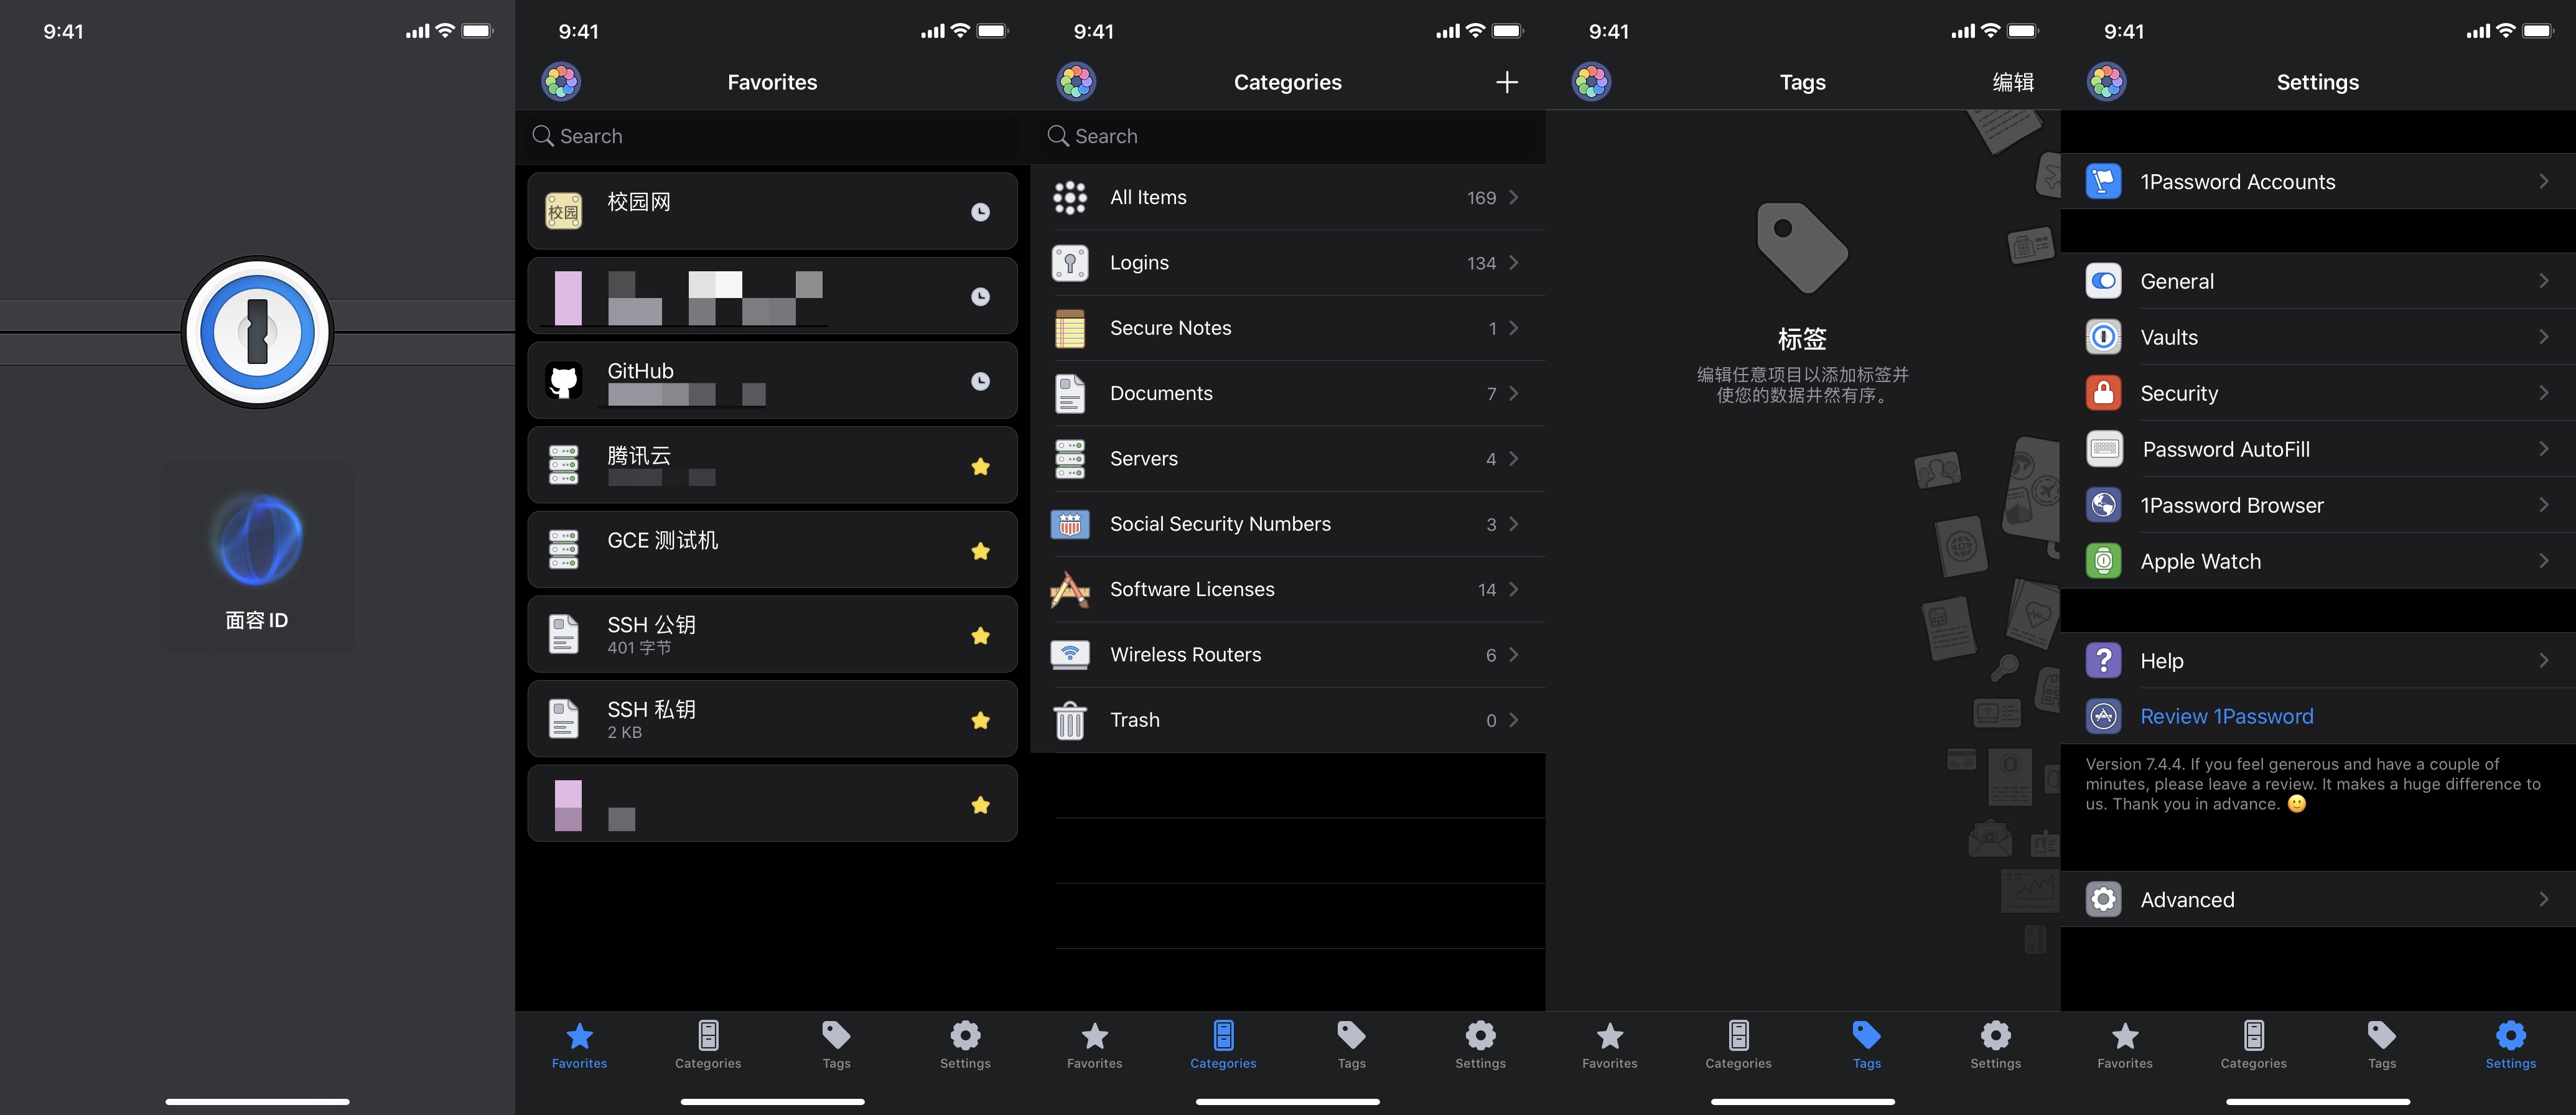 9:41
面容 ID
9:41
Favorites
Search
校园
校园网
GitHub
腾讯云
GCE 测试机
SSH 公钥
401 字节
SSH 私钥
2 KB
Favorites
Categories
Tags
Settings
9:41
Categories
Search
All Items
169
Logins
134
Secure Notes
1
Documents
7
Servers
4
Social Security Numbers
3
Software Licenses
14
Wireless Routers
6
Trash
0
Favorites
Categories
Tags
Settings
9:41
Tags
编辑
标签
编辑任意项目以添加标签并
使您的数据井然有序。
Favorites
Categories
Tags
Settings
9:41
Settings
1Password Accounts
General
Vaults
Security
Password AutoFill
1Password Browser
Apple Watch
Help
Review 1Password
Version 7.4.4. If you feel generous and have a couple of
minutes, please leave a review. It makes a huge difference to
us. Thank you in advance. 🙂
Advanced
Favorites
Categories
Tags
Settings